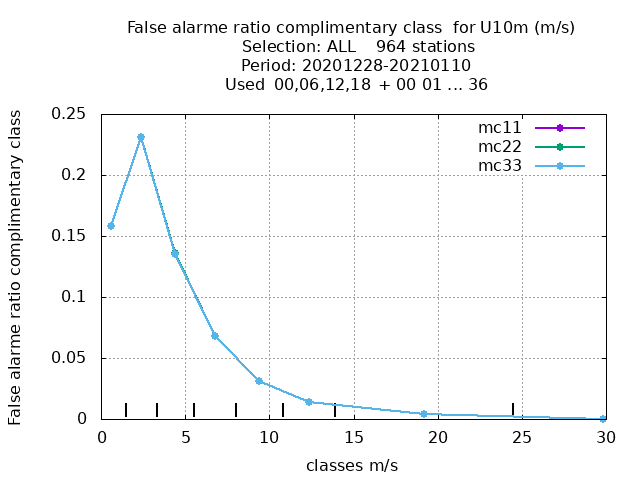 False alarme ratio complimentary class  for U10m (m/s)
Selection: ALL    964 stations
Period: 20201228-20210110
Used  00,06,12,18  + 00 01 ... 36
False alarme ratio complimentary class
0.25
0.2
0.15
0.1
0.05
0
mc11
mc22
mc33
0 5 10 15 20 25 30
classes m/s